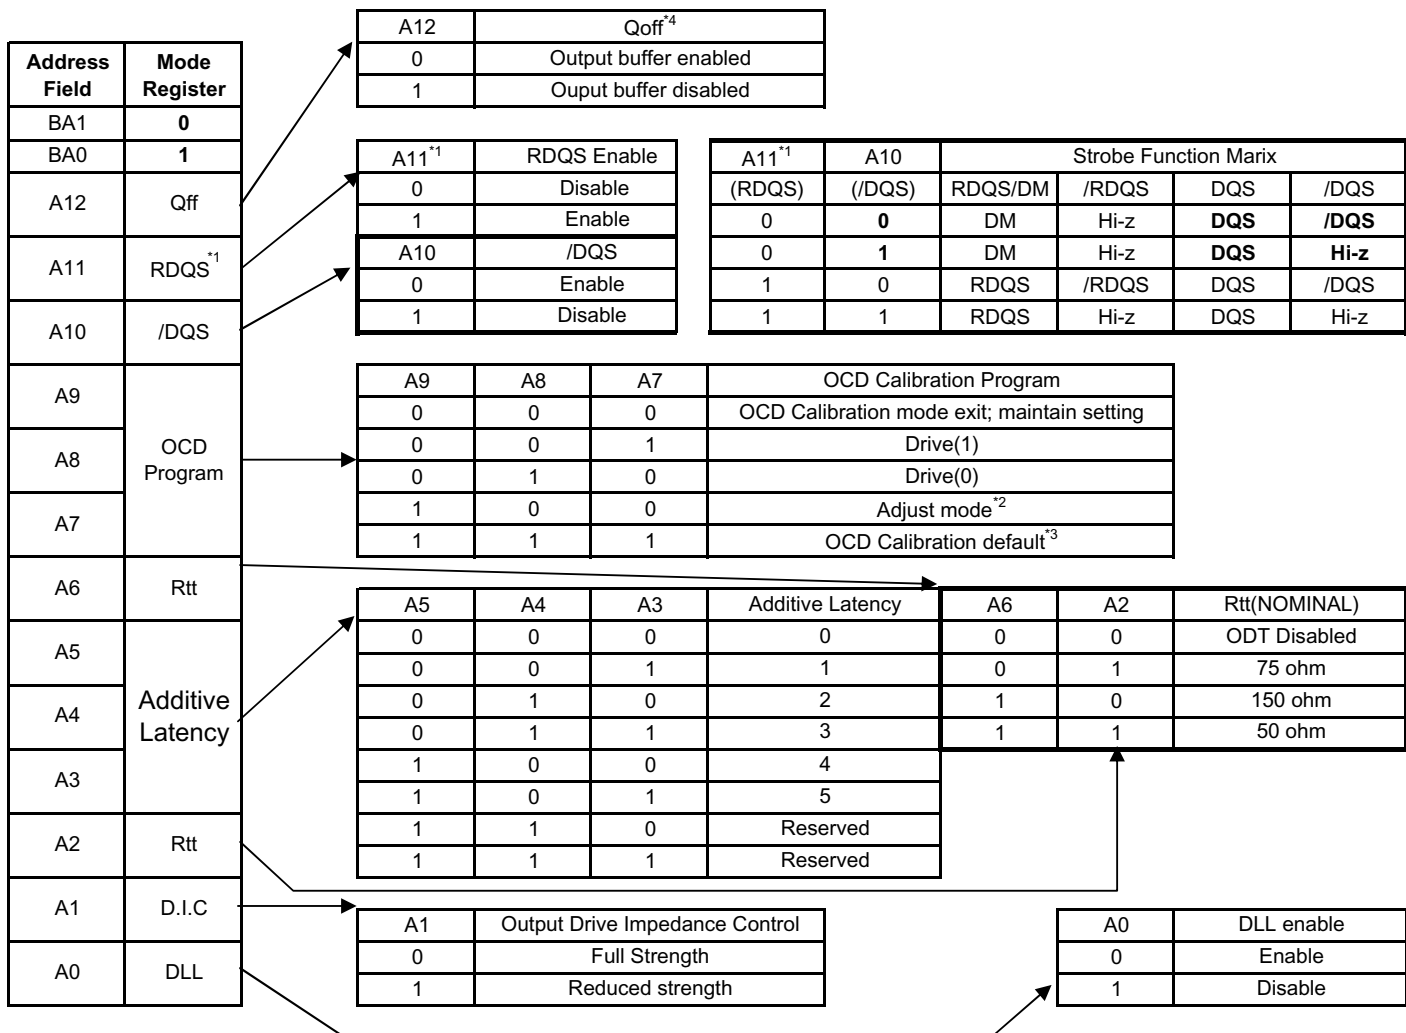 Address Field | Mode Register
BA1 | 0
BA0 | 1
A12 | Qff
A11 | RDQS*1
A10 | /DQS
A9
A8
A7
OCD Program
A6 | Rtt
A5
A4
A3
Additive Latency
A2 | Rtt
A1 | D.I.C
A0 | DLL
A12 | Qoff*4
0 | Output buffer enabled
1 | Ouput buffer disabled
A11*1 | RDQS Enable
0 | Disable
1 | Enable
A10 | /DQS
0 | Enable
1 | Disable
A11*1 | A10 | Strobe Function Marix
(RDQS) | (/DQS) | RDQS/DM | /RDQS | DQS | /DQS
0 | 0 | DM | Hi-z | DQS | /DQS
0 | 1 | DM | Hi-z | DQS | Hi-z
1 | 0 | RDQS | /RDQS | DQS | /DQS
1 | 1 | RDQS | Hi-z | DQS | Hi-z
A9 | A8 | A7 | OCD Calibration Program
0 | 0 | 0 | OCD Calibration mode exit; maintain setting
0 | 0 | 1 | Drive(1)
0 | 1 | 0 | Drive(0)
1 | 0 | 0 | Adjust mode*2
1 | 1 | 1 | OCD Calibration default*3
A5 | A4 | A3 | Additive Latency
0 | 0 | 0 | 0
0 | 0 | 1 | 1
0 | 1 | 0 | 2
0 | 1 | 1 | 3
1 | 0 | 0 | 4
1 | 0 | 1 | 5
1 | 1 | 0 | Reserved
1 | 1 | 1 | Reserved
A6 | A2 | Rtt(NOMINAL)
0 | 0 | ODT Disabled
0 | 1 | 75 ohm
1 | 0 | 150 ohm
1 | 1 | 50 ohm
A1 | Output Drive Impedance Control
0 | Full Strength
1 | Reduced strength
A0 | DLL enable
0 | Enable
1 | Disable